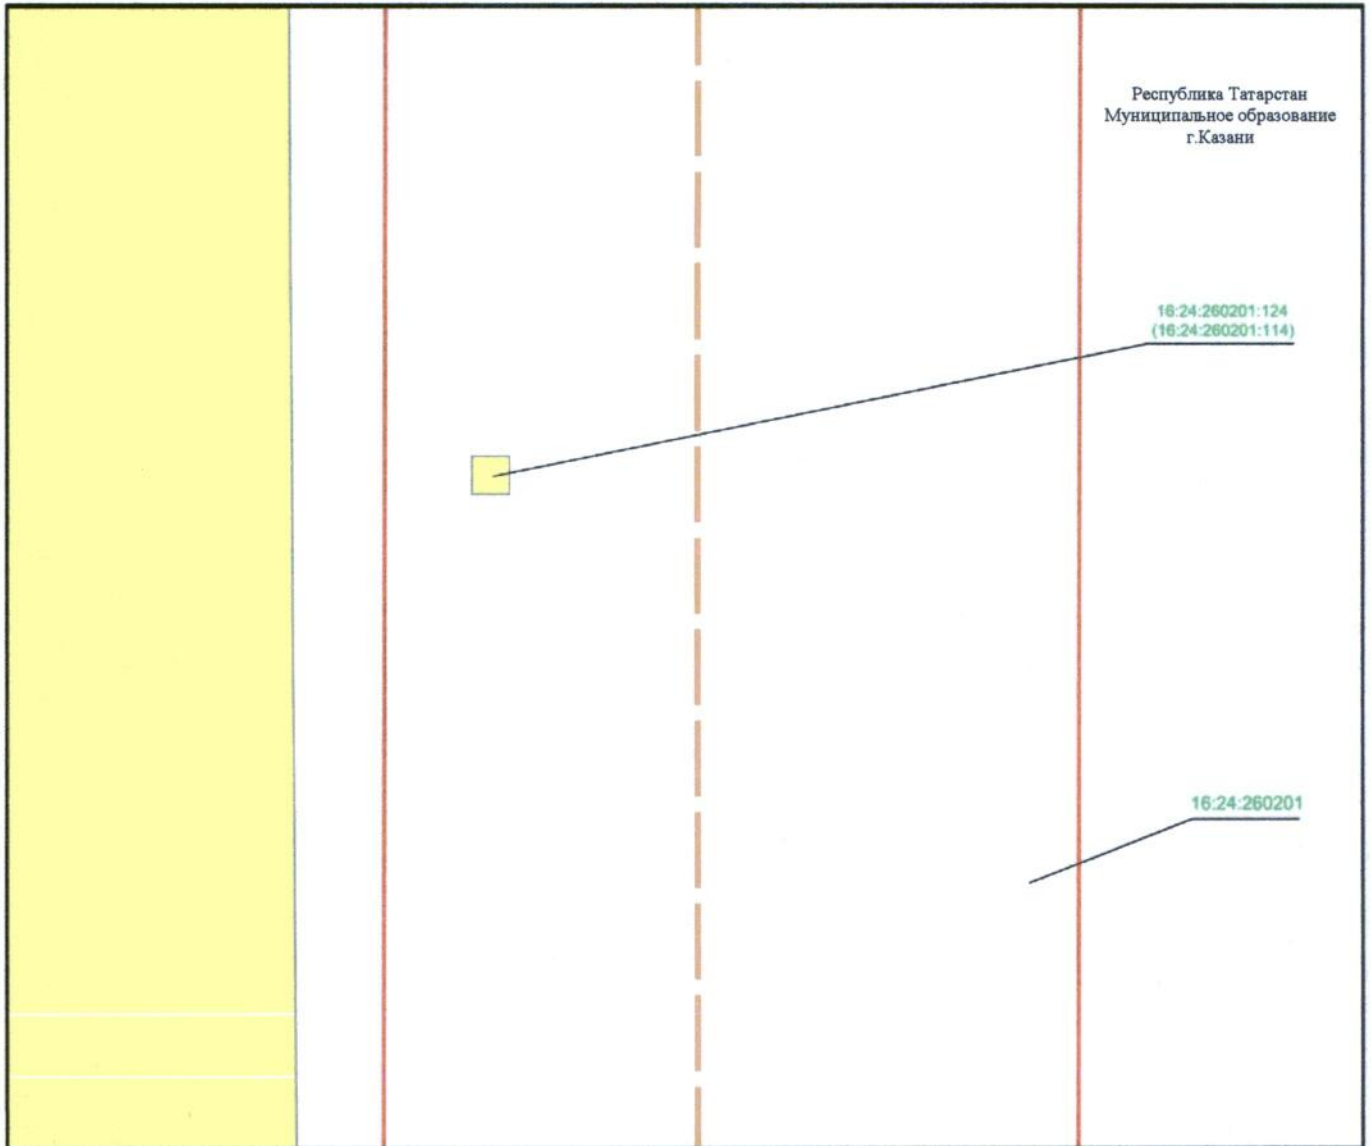 Республика Татарстан
Муниципальное образование
г.Казани
16:24:260201:124
(16:24:260201:114)
16:24:260201